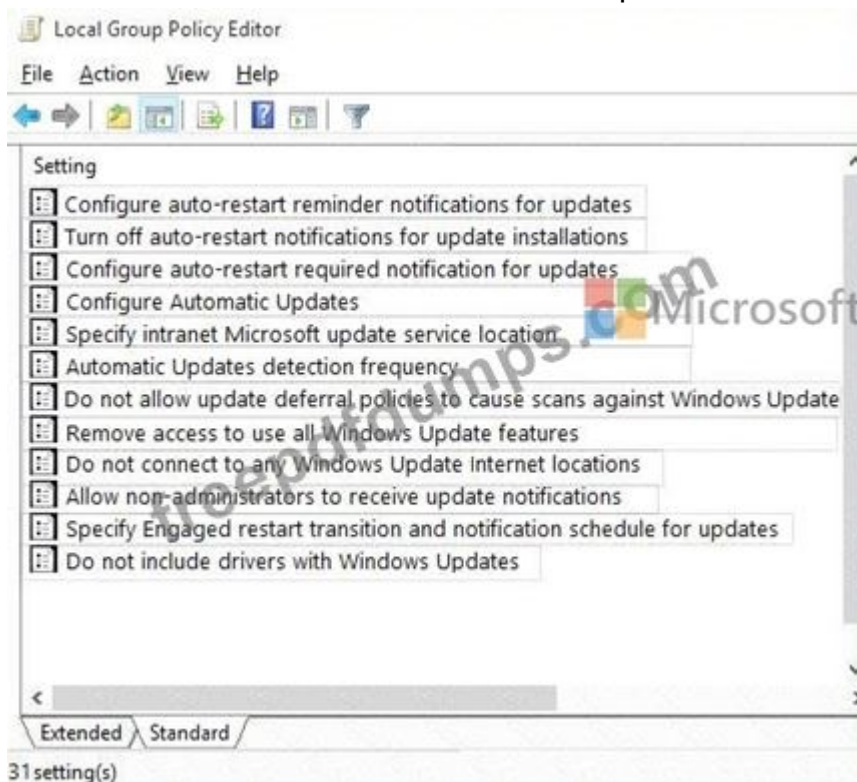 Local Group Policy Editor
File Action View Help
Setting
Configure auto-restart reminder notifications for updates
Turn off auto-restart notifications for update installations
Configure auto-restart required notification for updates
Configure Automatic Updates
Specify intranet Microsoft update service location
Automatic Updates detection frequency
Do not allow update deferral policies to cause scans against Windows Update
Remove access to use all Windows Update features
Do not connect to any Windows Update Internet locations
Allow non-administrators to receive update notifications
Specify Engaged restart transition and notification schedule for updates
Do not include drivers with Windows Updates
freepdfdumps.com
Microsoft
Extended Standard
31setting(s)